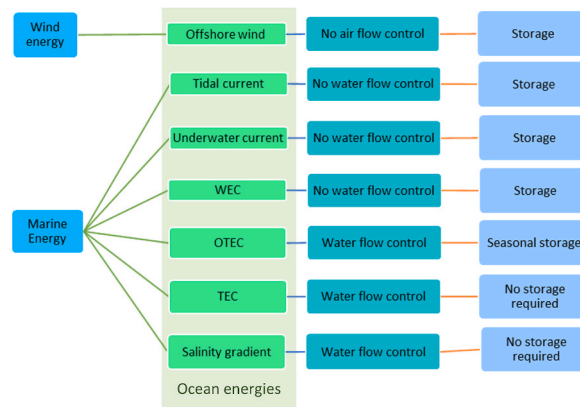 Wind
energy
Offshore wind
No air flow control
Storage
Tidal current
No water flow control
Storage
Underwater current
No water flow control
Storage
WEC
No water flow control
Storage
Marine
Energy
OTEC
Water flow control
Seasonal storage
TEC
Water flow control
No storage
required
Salinity gradient
Water flow control
No storage
required
Ocean energies